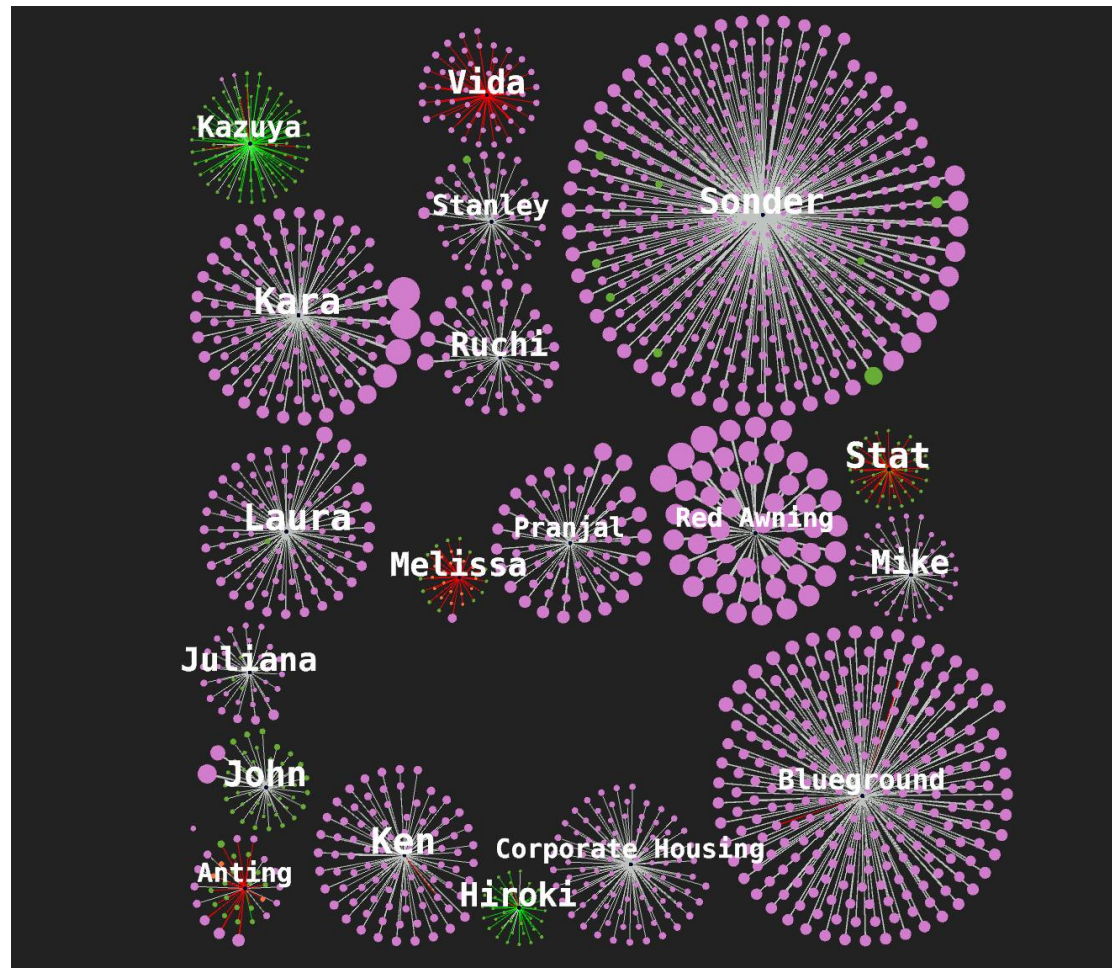 Vida
Kazuya
Stanley
Sonder
Kara
Ruchi
Stat
Laura
Pranjal
Red Awning
Melissa
Mike
Juliana
John
Blueground
Ken
Corporate Housing
Anting
Hiroki